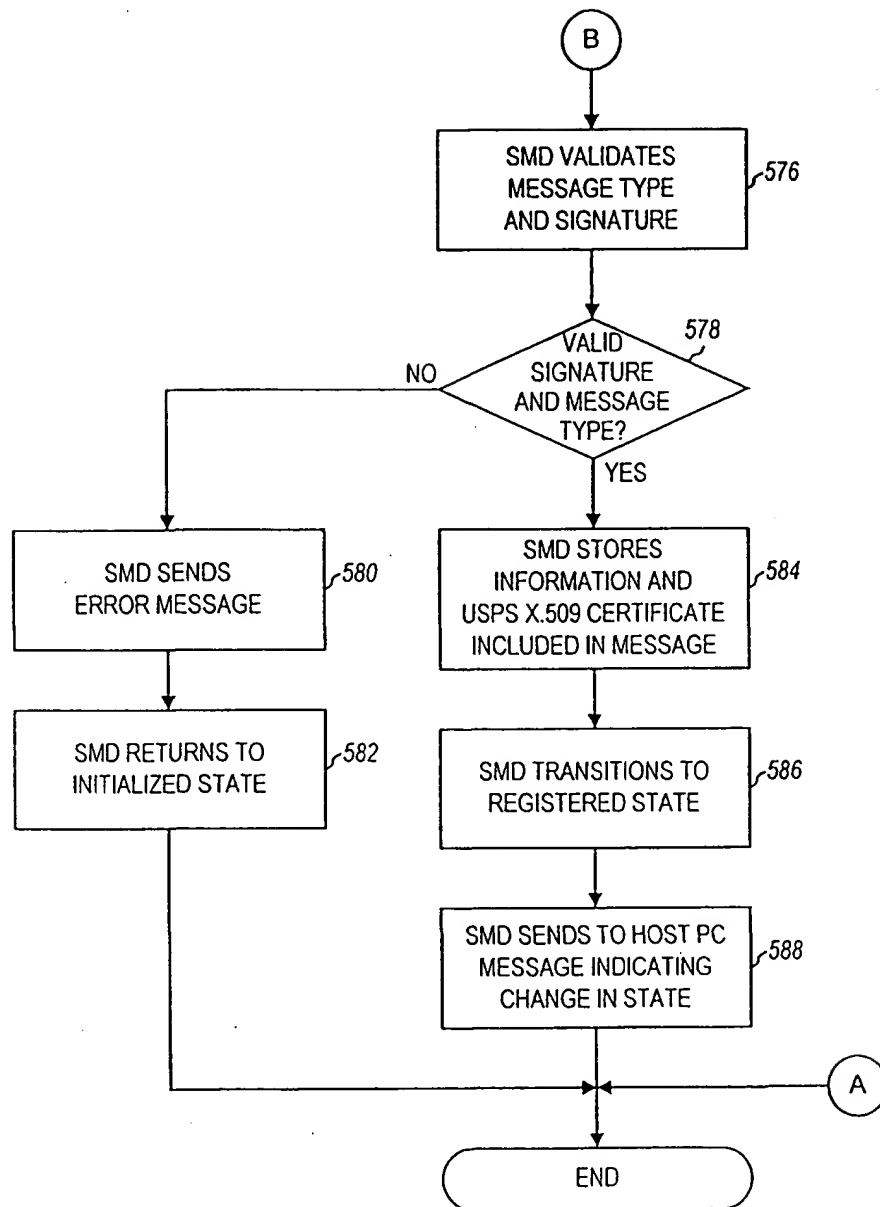 B
SMD VALIDATES
MESSAGE TYPE
AND SIGNATURE
576
578
VALID
SIGNATURE
AND MESSAGE
TYPE?
NO
YES
SMD SENDS
ERROR MESSAGE
580
SMD STORES
INFORMATION AND
USPS X.509 CERTIFICATE
INCLUDED IN MESSAGE
584
SMD RETURNS TO
INITIALIZED STATE
582
SMD TRANSITIONS TO
REGISTERED STATE
586
SMD SENDS TO HOST PC
MESSAGE INDICATING
CHANGE IN STATE
588
A
END